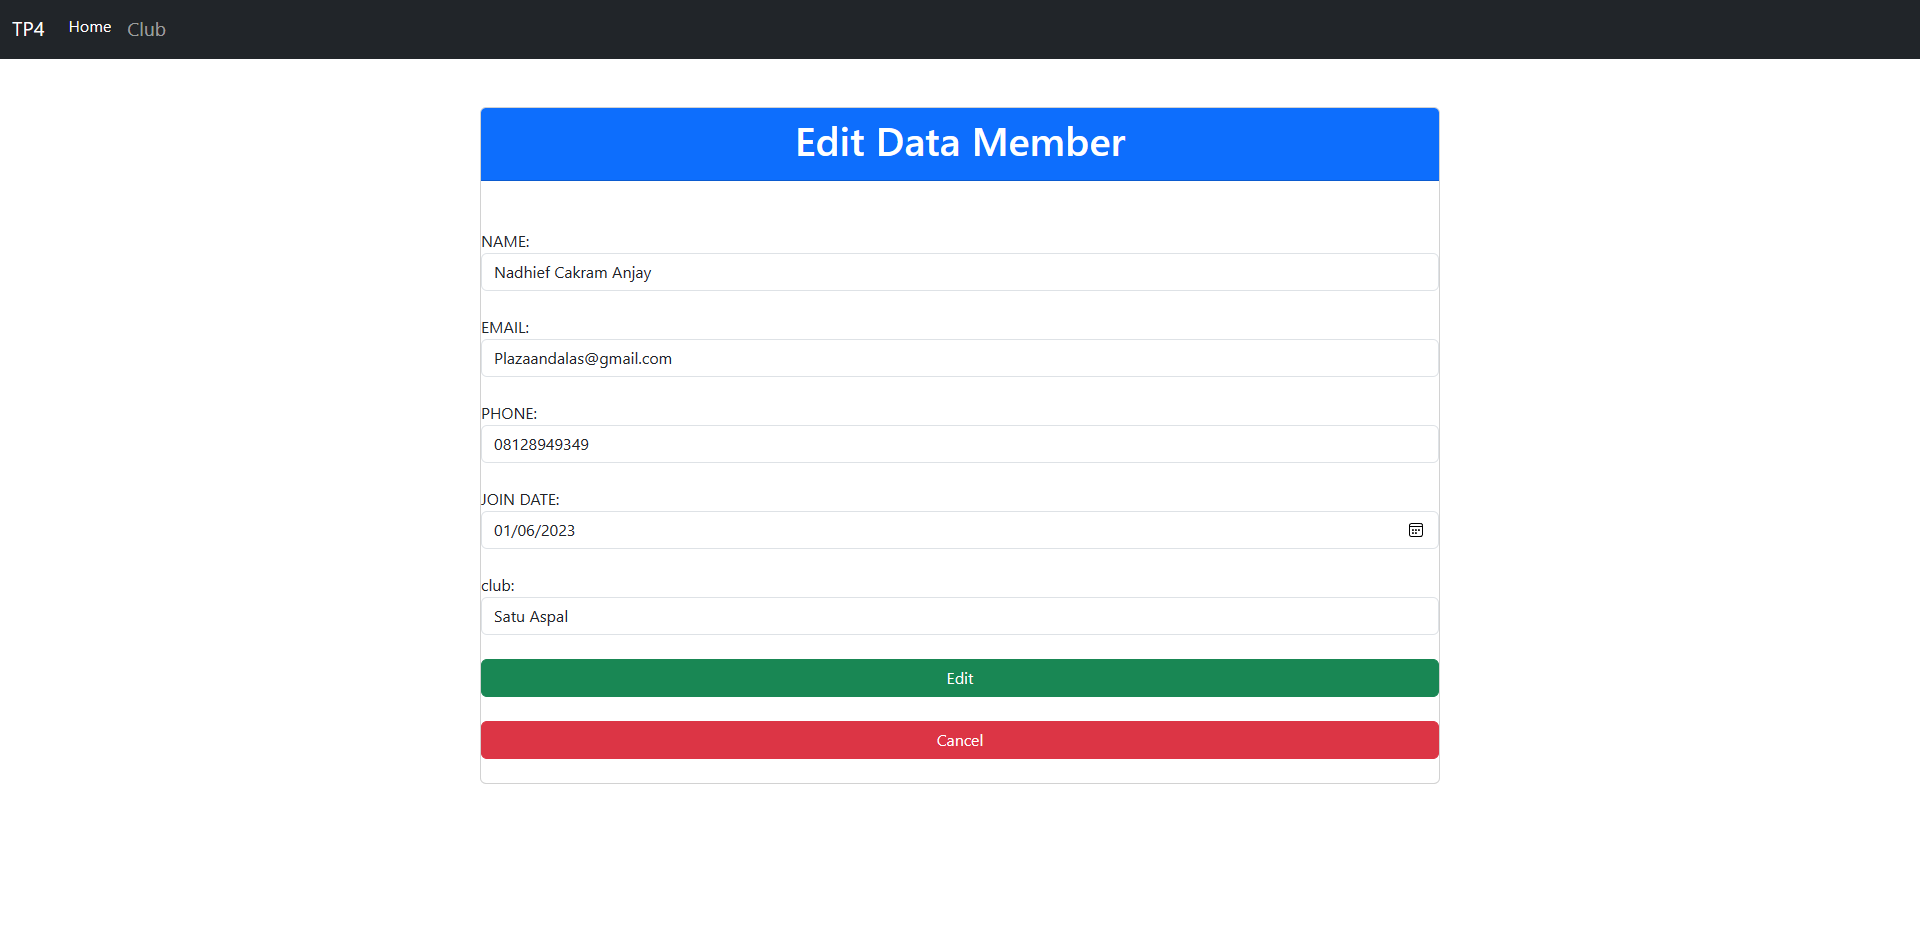 TP4 Home Club
Edit Data Member
NAME:
Nadhief Cakram Anjay
EMAIL:
Plazaandalas@gmail.com
PHONE:
08128949349
JOIN DATE:
01/06/2023
club:
Satu Aspal
Edit
Cancel